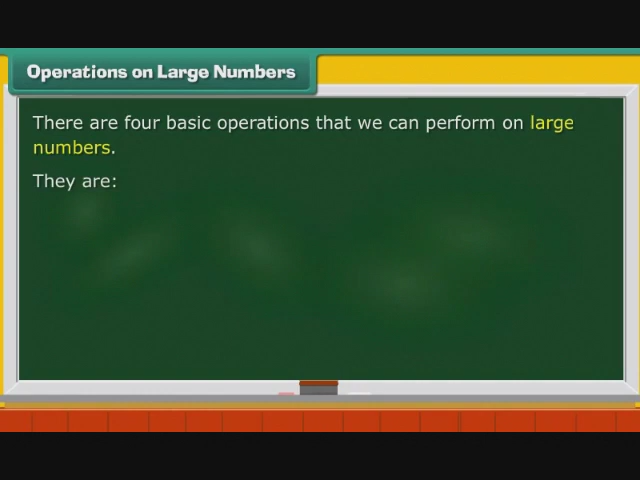 Operations on Large Numbers
There are four basic operations that we can perform on large
numbers.
They are: